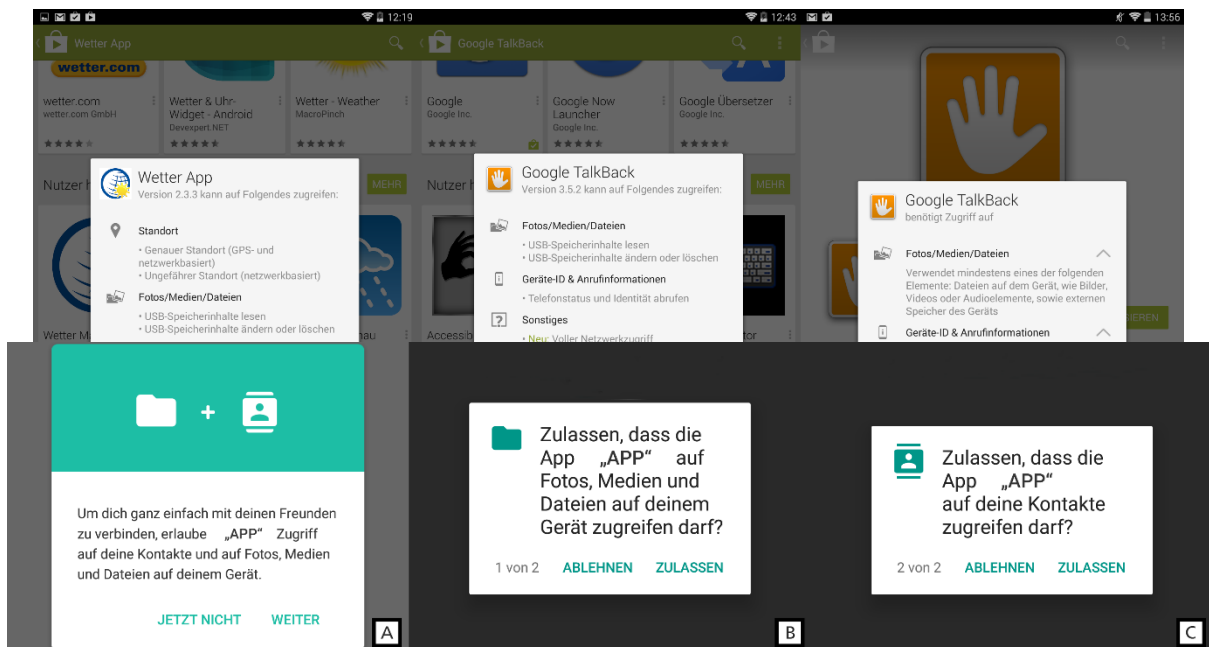 12:19
Wetter App
wetter.com
wetter.com
wetter.com GmbH
Wetter & Uhr-
Widget - Android
Devexpert.NET
Wetter - Weather
MacroPinch
Nutzer h
MEHR
Wetter App
Version 2.3.3 kann auf Folgendes zugreifen:
Standort
• Genauer Standort (GPS- und
netzwerkbasiert)
• Ungefährer Standort (netzwerkbasiert)
Fotos/Medien/Dateien
• USB-Speicherinhalte lesen
• USB-Speicherinhalte ändern oder löschen
Wetter M
au
12:43
Google TalkBack
Google
Google Inc.
Google Now
Launcher
Google Inc.
Google Übersetzer
Google Inc.
Nutzer h
MEHR
Google TalkBack
Version 3.5.2 kann auf Folgendes zugreifen:
Fotos/Medien/Dateien
• USB-Speicherinhalte lesen
• USB-Speicherinhalte ändern oder löschen
Geräte-ID & Anrufinformationen
• Telefonstatus und Identität abrufen
Sonstiges
• Neu: Voller Netzwerkzugriff
Accessib
tor
13:56
Google TalkBack
benötigt Zugriff auf
Fotos/Medien/Dateien
Verwendet mindestens eines der folgenden
Elemente: Dateien auf dem Gerät, wie Bilder,
Videos oder Audioelemente, sowie externen
Speicher des Geräts
Geräte-ID & Anrufinformationen
IEREN
Um dich ganz einfach mit deinen Freunden
zu verbinden, erlaube „APP“ Zugriff
auf deine Kontakte und auf Fotos, Medien
und Dateien auf deinem Gerät.
JETZT NICHT WEITER
A
Zulassen, dass die
App „APP“ auf
Fotos, Medien und
Dateien auf deinem
Gerät zugreifen darf?
1 von 2 ABLEHNEN ZULASSEN
B
Zulassen, dass die
App „APP“
auf deine Kontakte
zugreifen darf?
2 von 2 ABLEHNEN ZULASSEN
C